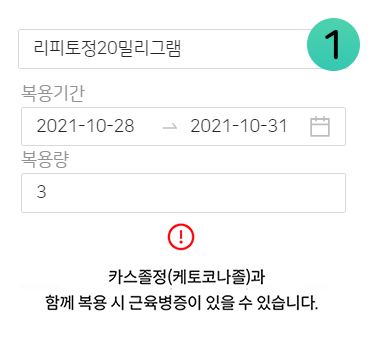 리피토정20밀리그램
1
복용기간
2021-10-28 → 2021-10-31
복용량
3
카스졸정(케토코나졸)과
함께 복용 시 근육병증이 있을 수 있습니다.